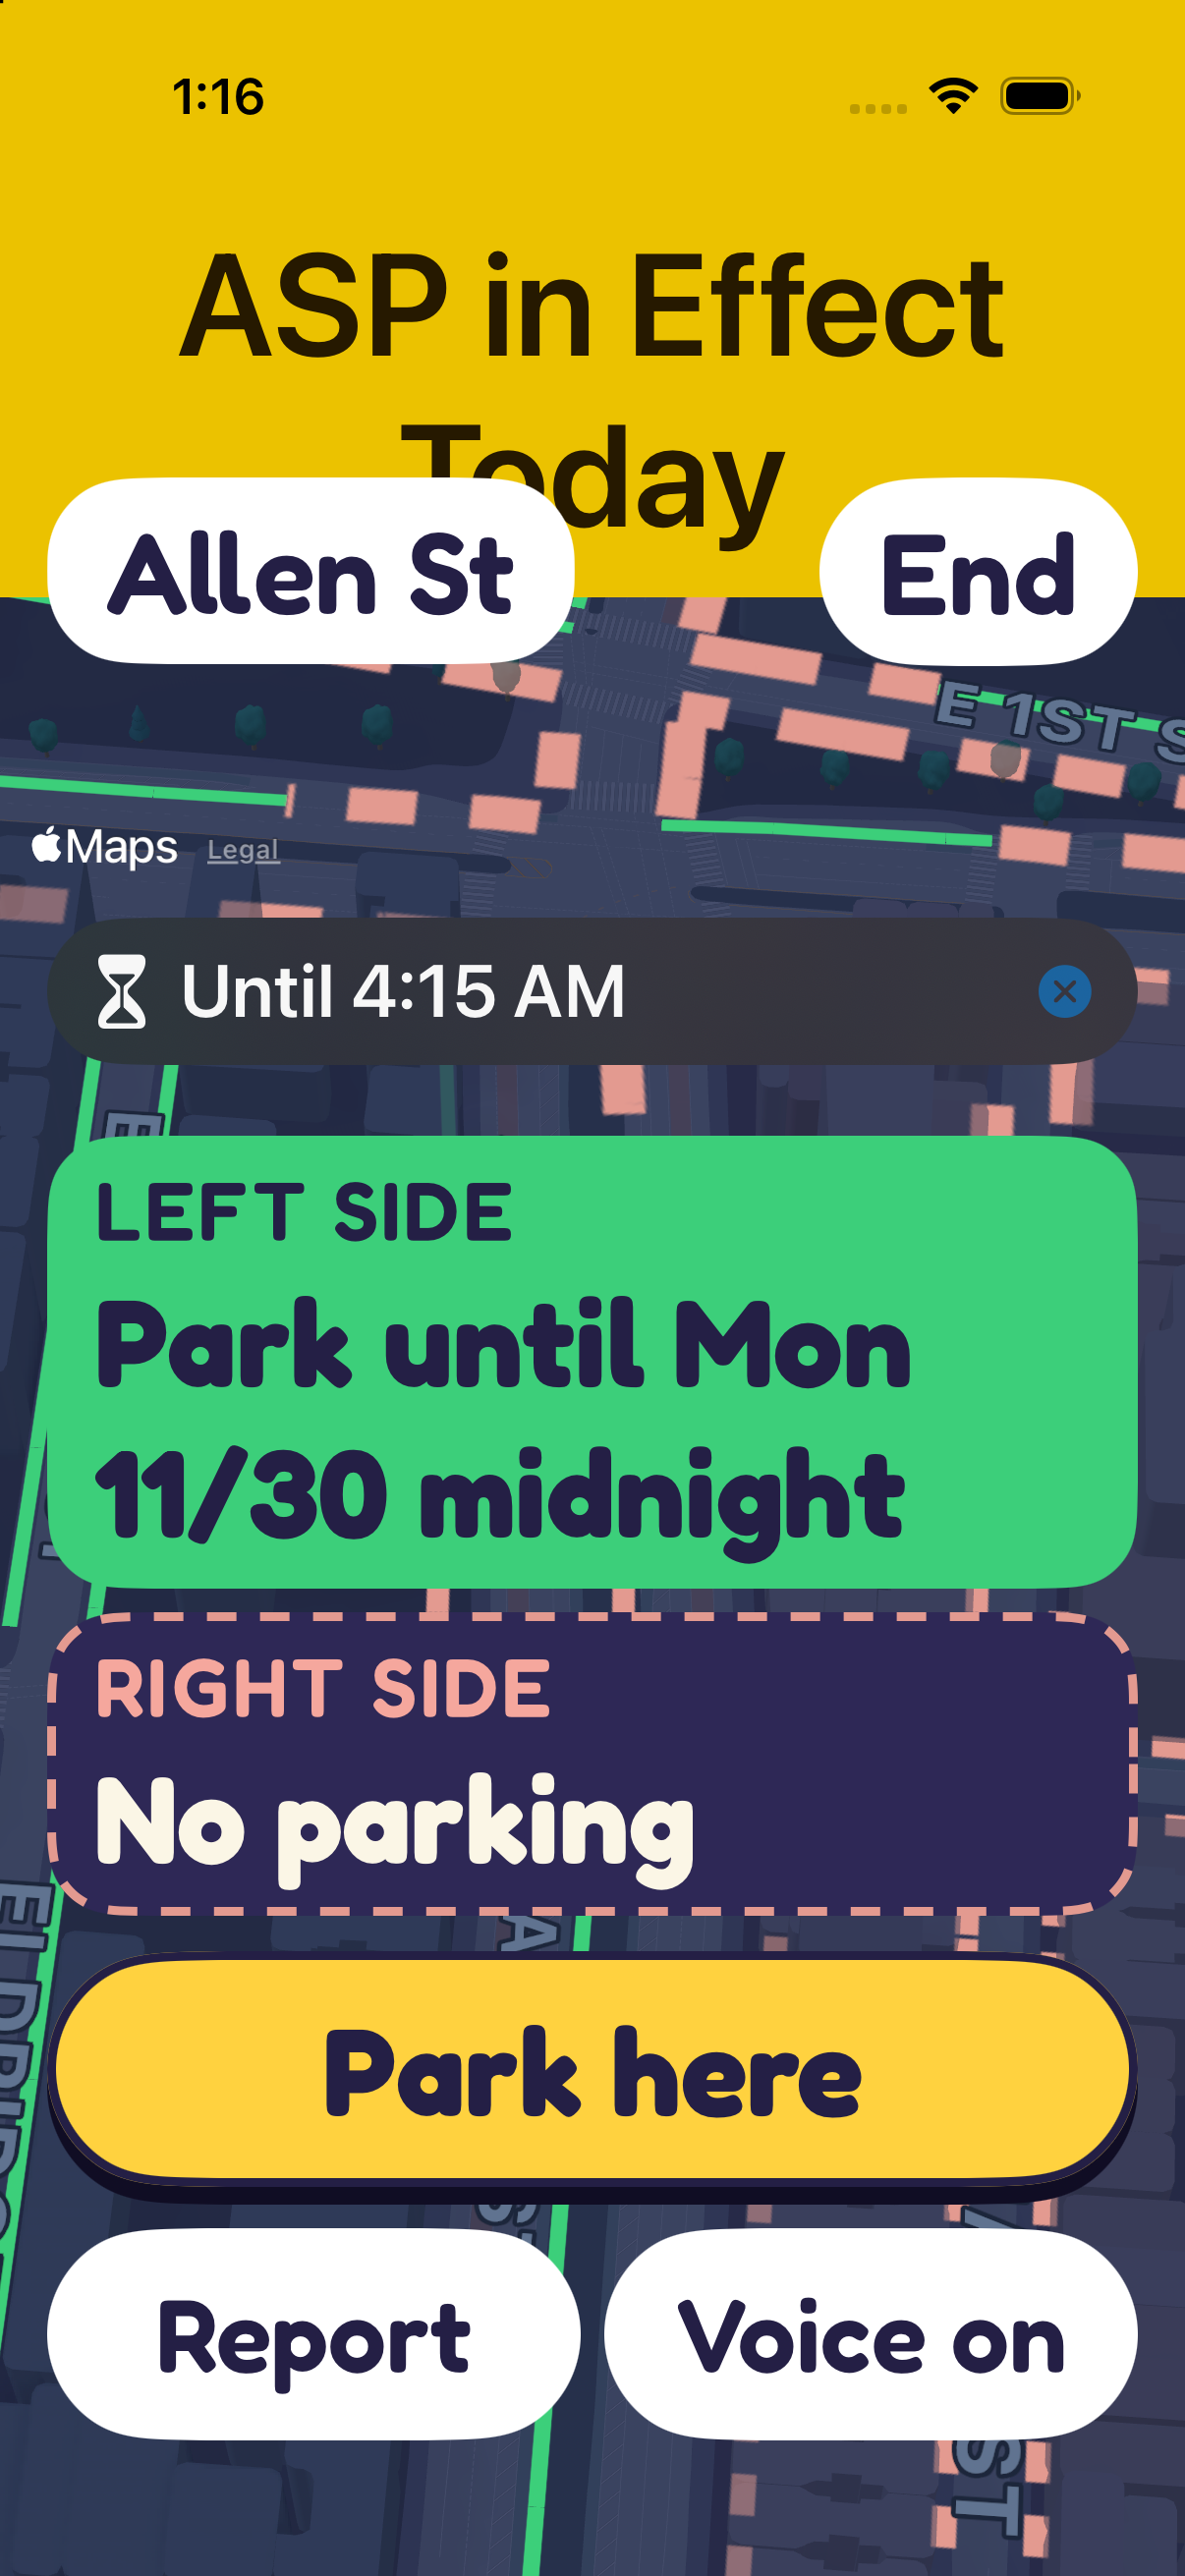 1:16
ASP in Effect
Today
Allen St
End
E 1ST S
Maps
Legal
Until 4:15 AM
LEFT SIDE
Park until Mon
11/30 midnight
RIGHT SIDE
No parking
Park here
Report
Voice on
ST